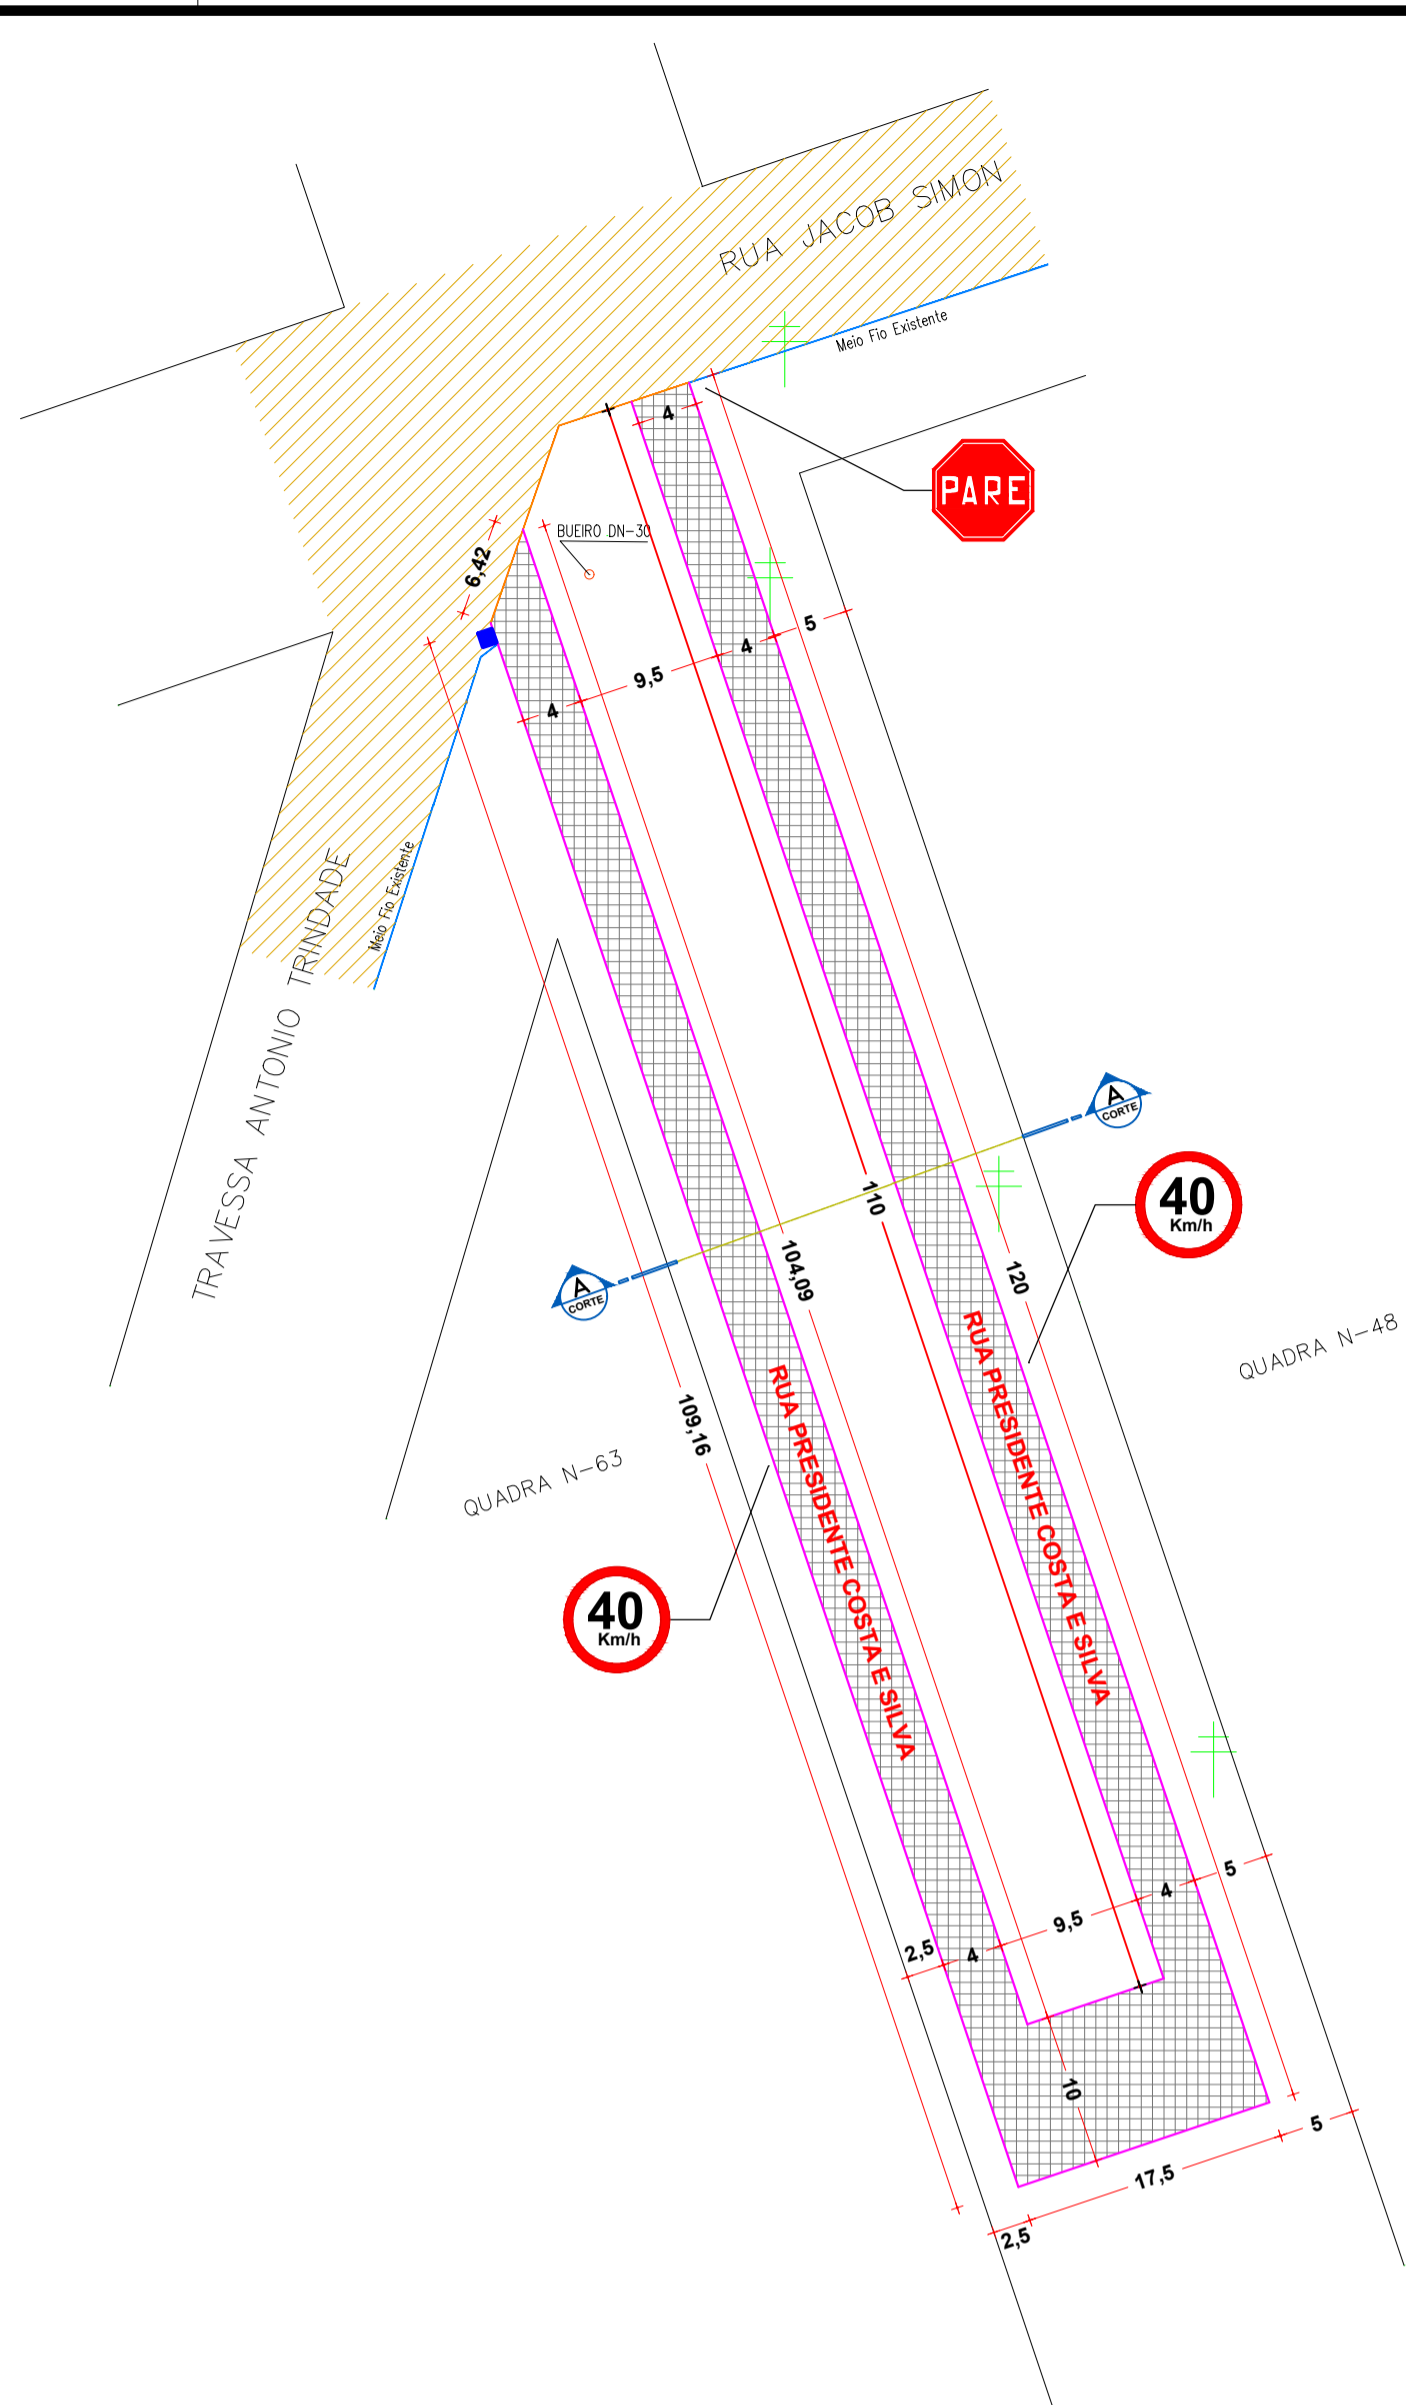 RUA JACOB SIMON
Meio Fio Existente
4
PARE
BUEIRO DN-30
6,42
5
4
9,5
4
Meio Fio Existente
TRAVESSA ANTONIO TRINDADE
A
CORTE
40
Km/h
110
104,09
120
A
CORTE
RUA PRESIDENTE COSTA E SILVA
RUA PRESIDENTE COSTA E SILVA
QUADRA N-48
109,16
QUADRA N-63
40
Km/h
5
4
9,5
4
2,5
10
5
17,5
2,5